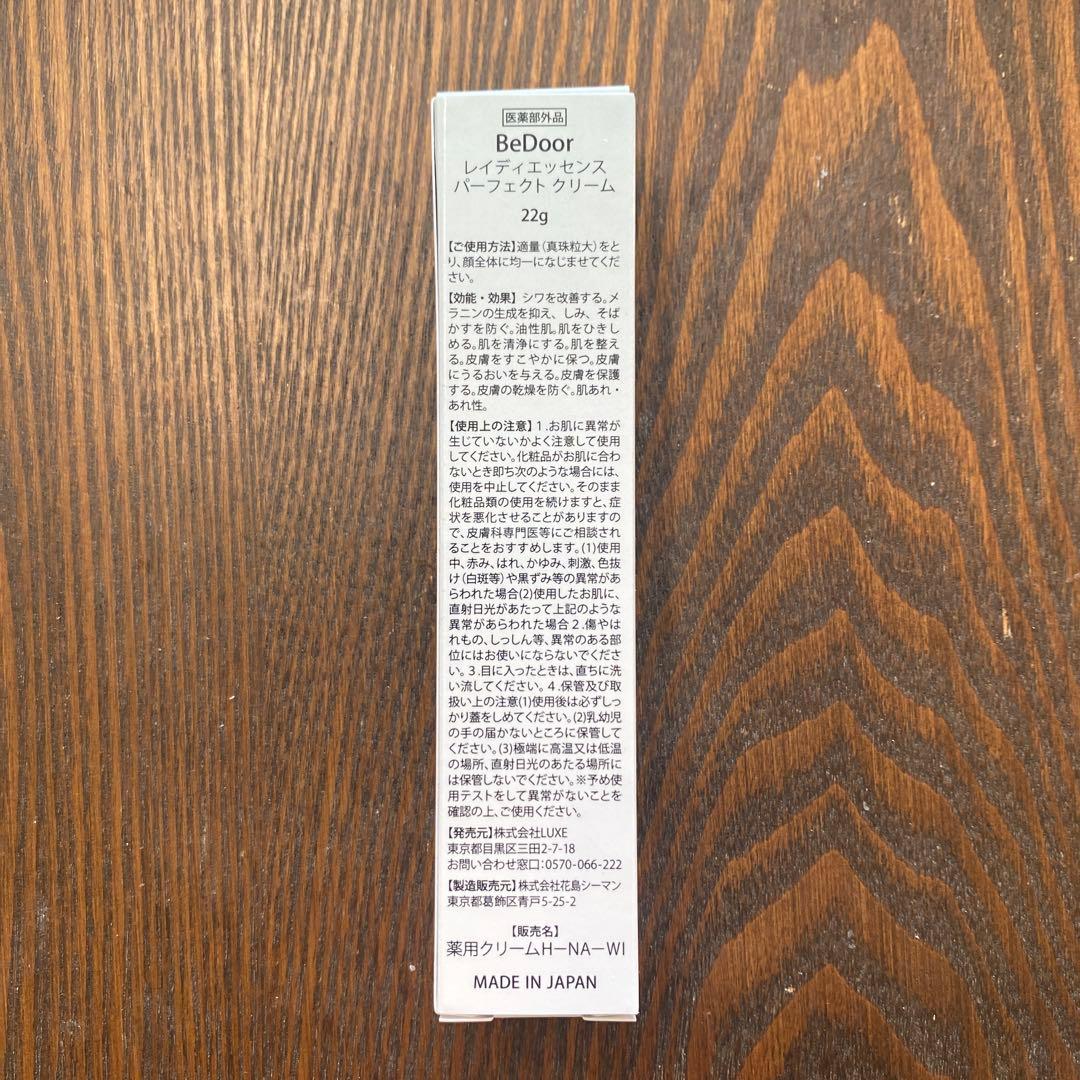 医薬部外品
BeDoor
レイディエッセンス
パーフェクト クリーム
22g
【ご使用方法】適量(真珠粒大)をと
り、顔全体に均一になじませてくだ
さい。
【効能・効果】 シワを改善する。メ
ラニンの生成を抑え、しみ、そば
かすを防ぐ。油性肌。肌をひきし
める。肌を清浄にする。肌を整え
る。皮膚をすこやかに保つ。皮膚
にうるおいを与える。皮膚を保護
する。皮膚の乾燥を防ぐ。肌あれ・
あれ性。
【使用上の注意】１.お肌に異常が
生じていないかよく注意して使用
してください。化粧品がお肌に合わ
ないとき即ち次のような場合には、
使用を中止してください。そのまま
化粧品類の使用を続けますと、症
状を悪化させることがありますの
で、皮膚科専門医等にご相談され
ることをおすすめします。(1)使用
中、赤み、はれ、かゆみ、刺激、色抜
け(白斑等)や黒ずみ等の異常があ
らわれた場合(2)使用したお肌に、
直射日光があたって上記のような
異常があらわれた場合２.傷やは
れもの、しっしん等、異常のある部
位にはお使いにならないでくださ
い。３.目に入ったときは、直ちに洗
い流してください。４.保管及び取
扱い上の注意(1)使用後は必ずしっ
かり蓋をしめてください。(2)乳幼児
の手の届かないところに保管して
ください。(3)極端に高温又は低温
の場所、直射日光のあたる場所に
は保管しないでください。※予め使
用テストをして異常がないことを
確認の上、ご使用ください。
【発売元】株式会社LUXE
東京都目黒区三田2-7-18
お問い合わせ窓口:0570-066-222
【製造販売元】株式会社花島シーマン
東京都葛飾区青戸5-25-2
【販売名】
薬用クリームH−NA−WI
MADE IN JAPAN